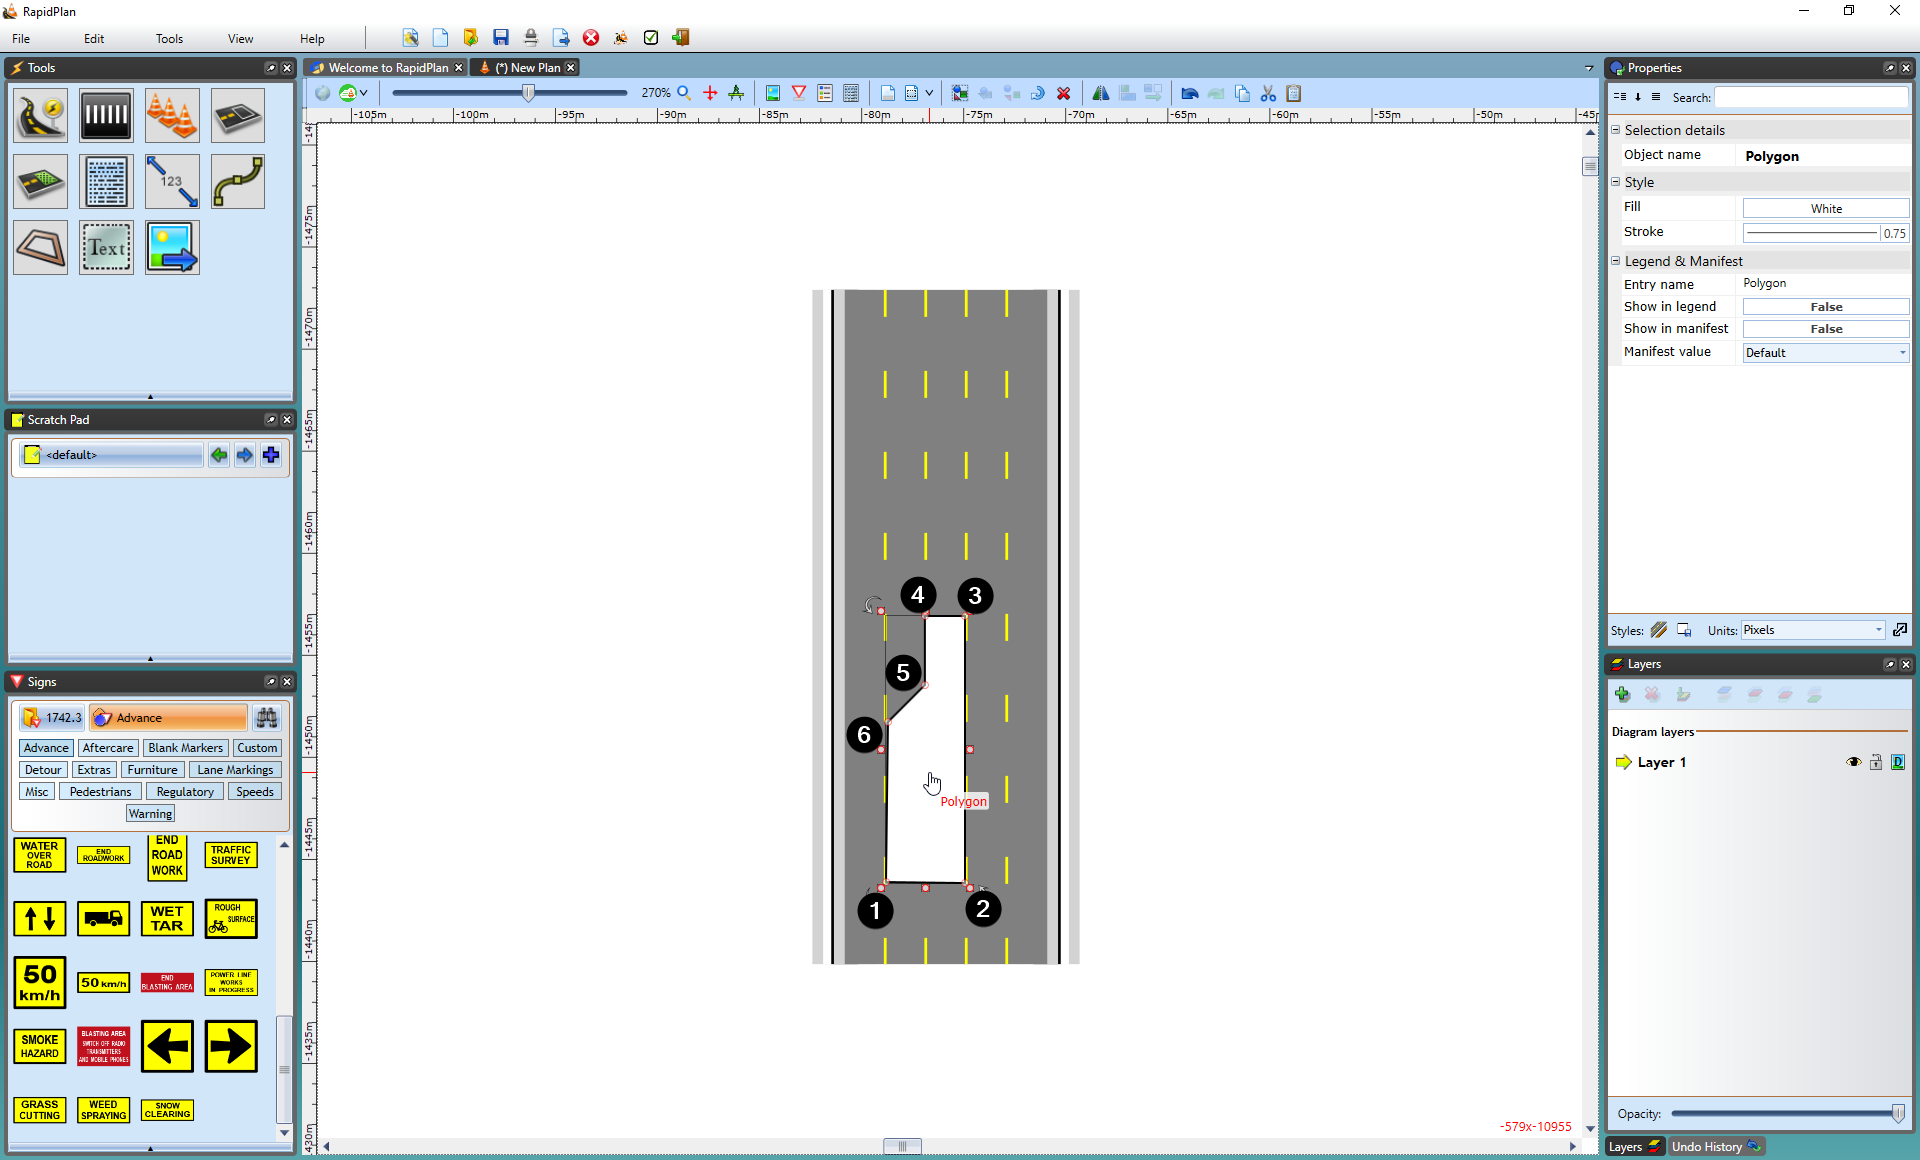 RapidPlan
File Edit Tools View Help
Tools
Welcome to RapidPlan (*) New Plan
Properties
270%
Search:
-105m -100m -95m -90m -85m -80m -75m -70m -65m -60m -55m -50m -45m
Selection details
Object name Polygon
Style
Fill White
Stroke 0.75
Legend & Manifest
Entry name Polygon
Show in legend False
Show in manifest False
Manifest value Default
123
Text
-1475m
-1470m
-1465m
-1460m
-1455m
-1450m
-1445m
-1440m
-1435m
Scratch Pad
<default>
4 3
5
6
Polygon
1 2
Styles: Units: Pixels
Layers
Diagram layers
Layer 1
D
Signs
1742.3 Advance
Advance Aftercare Blank Markers Custom
Detour Extras Furniture Lane Markings
Misc Pedestrians Regulatory Speeds
Warning
WATER
OVER
ROAD
END
ROADWORK
END
ROAD
WORK
TRAFFIC
SURVEY
WET
TAR
ROUGH
SURFACE
50
km/h
50 km/h
END
BLASTING AREA
POWER LINE
WORKS
IN PROGRESS
SMOKE
HAZARD
BLASTING AREA
SWITCH OFF RADIO
TRANSMITTERS
AND MOBILE PHONES
GRASS
CUTTING
WEED
SPRAYING
SNOW
CLEARING
-579x-10955
Opacity:
Layers Undo History